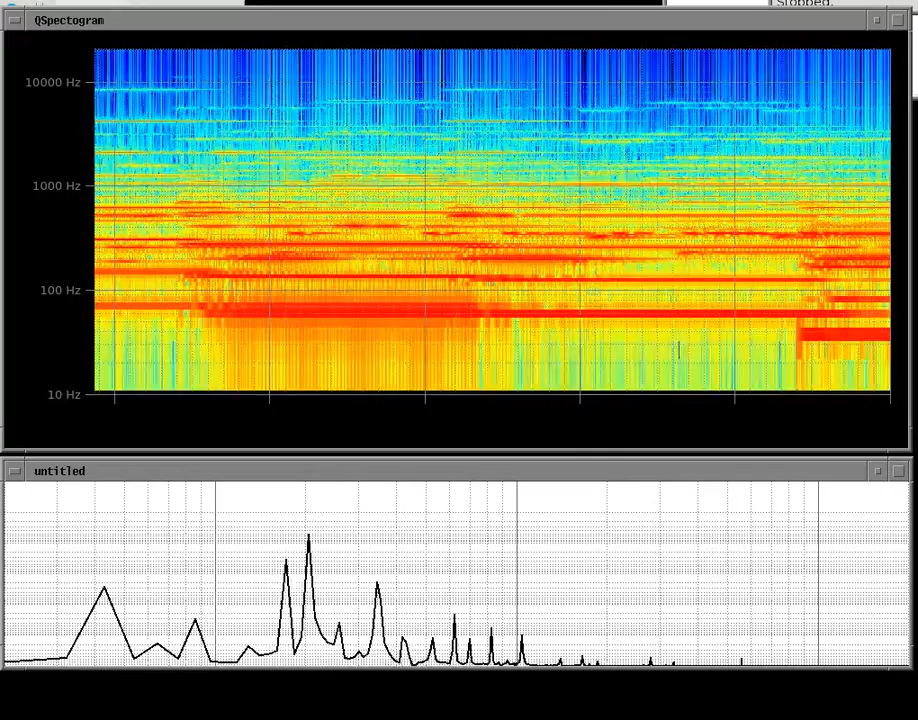 Stopped.
QSpectogram
10000 Hz
1000 Hz
100 Hz
10 Hz
untitled